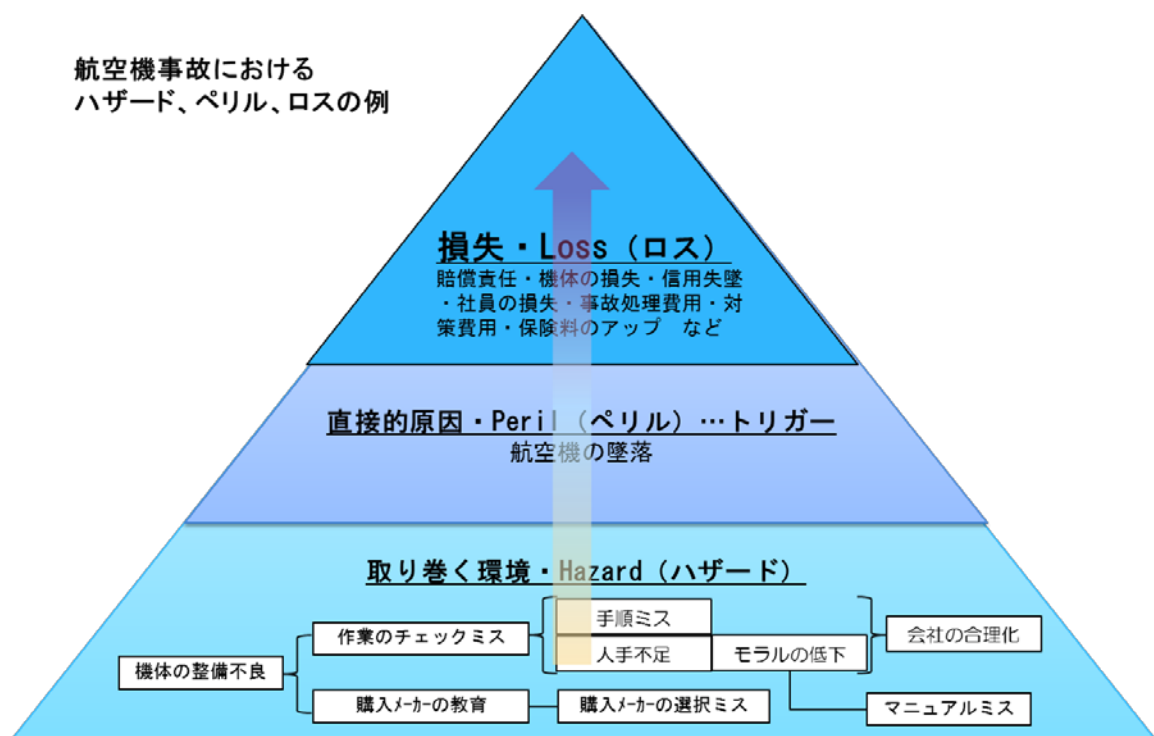 航空機事故における
ハザード、ペリル、ロスの例
損失・Loss（ロス）
賠償責任・機体の損失・信用失墜
・社員の損失・事故処理費用・対
策費用・保険料のアップ　など
直接的原因・Peril（ペリル）…トリガー
航空機の墜落
取り巻く環境・Hazard（ハザード）
機体の整備不良
作業のチェックミス
手順ミス
人手不足
モラルの低下
会社の合理化
購入ﾒｰｶｰの教育
購入ﾒｰｶｰの選択ミス
マニュアルミス